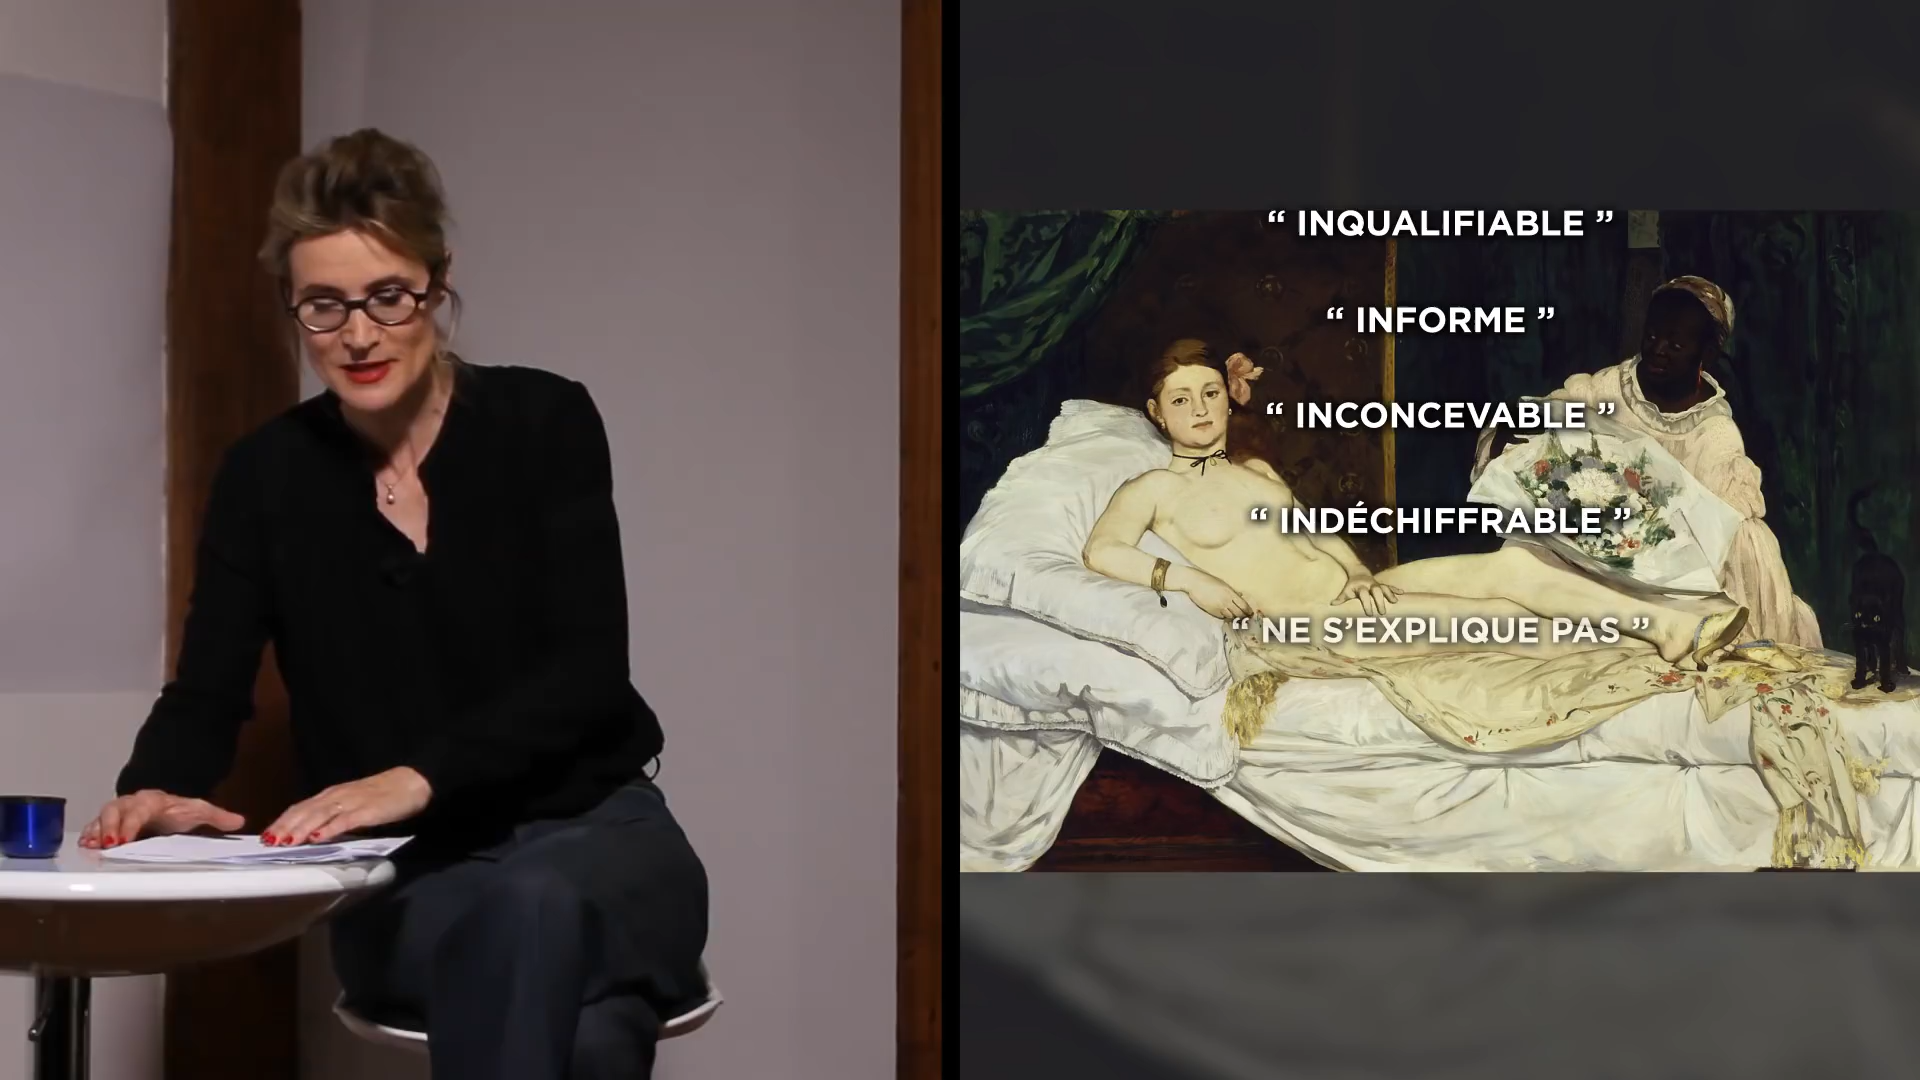 “ INQUALIFIABLE ”
“ INFORME ”
“ INCONCEVABLE ”
“ INDÉCHIFFRABLE ”
“ NE S’EXPLIQUE PAS ”